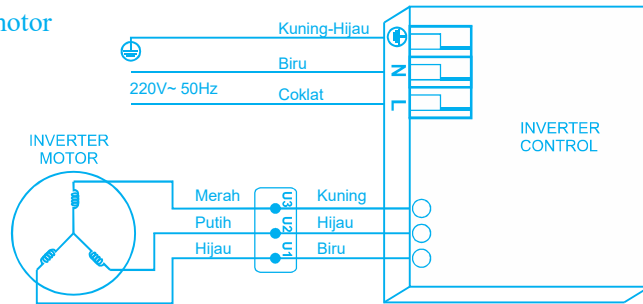 motor
Kuning-Hijau
Biru
N
220V~ 50Hz
Coklat
L
INVERTER
MOTOR
INVERTER
CONTROL
Merah
U3
Kuning
Putih
U2
Hijau
Hijau
U1
Biru